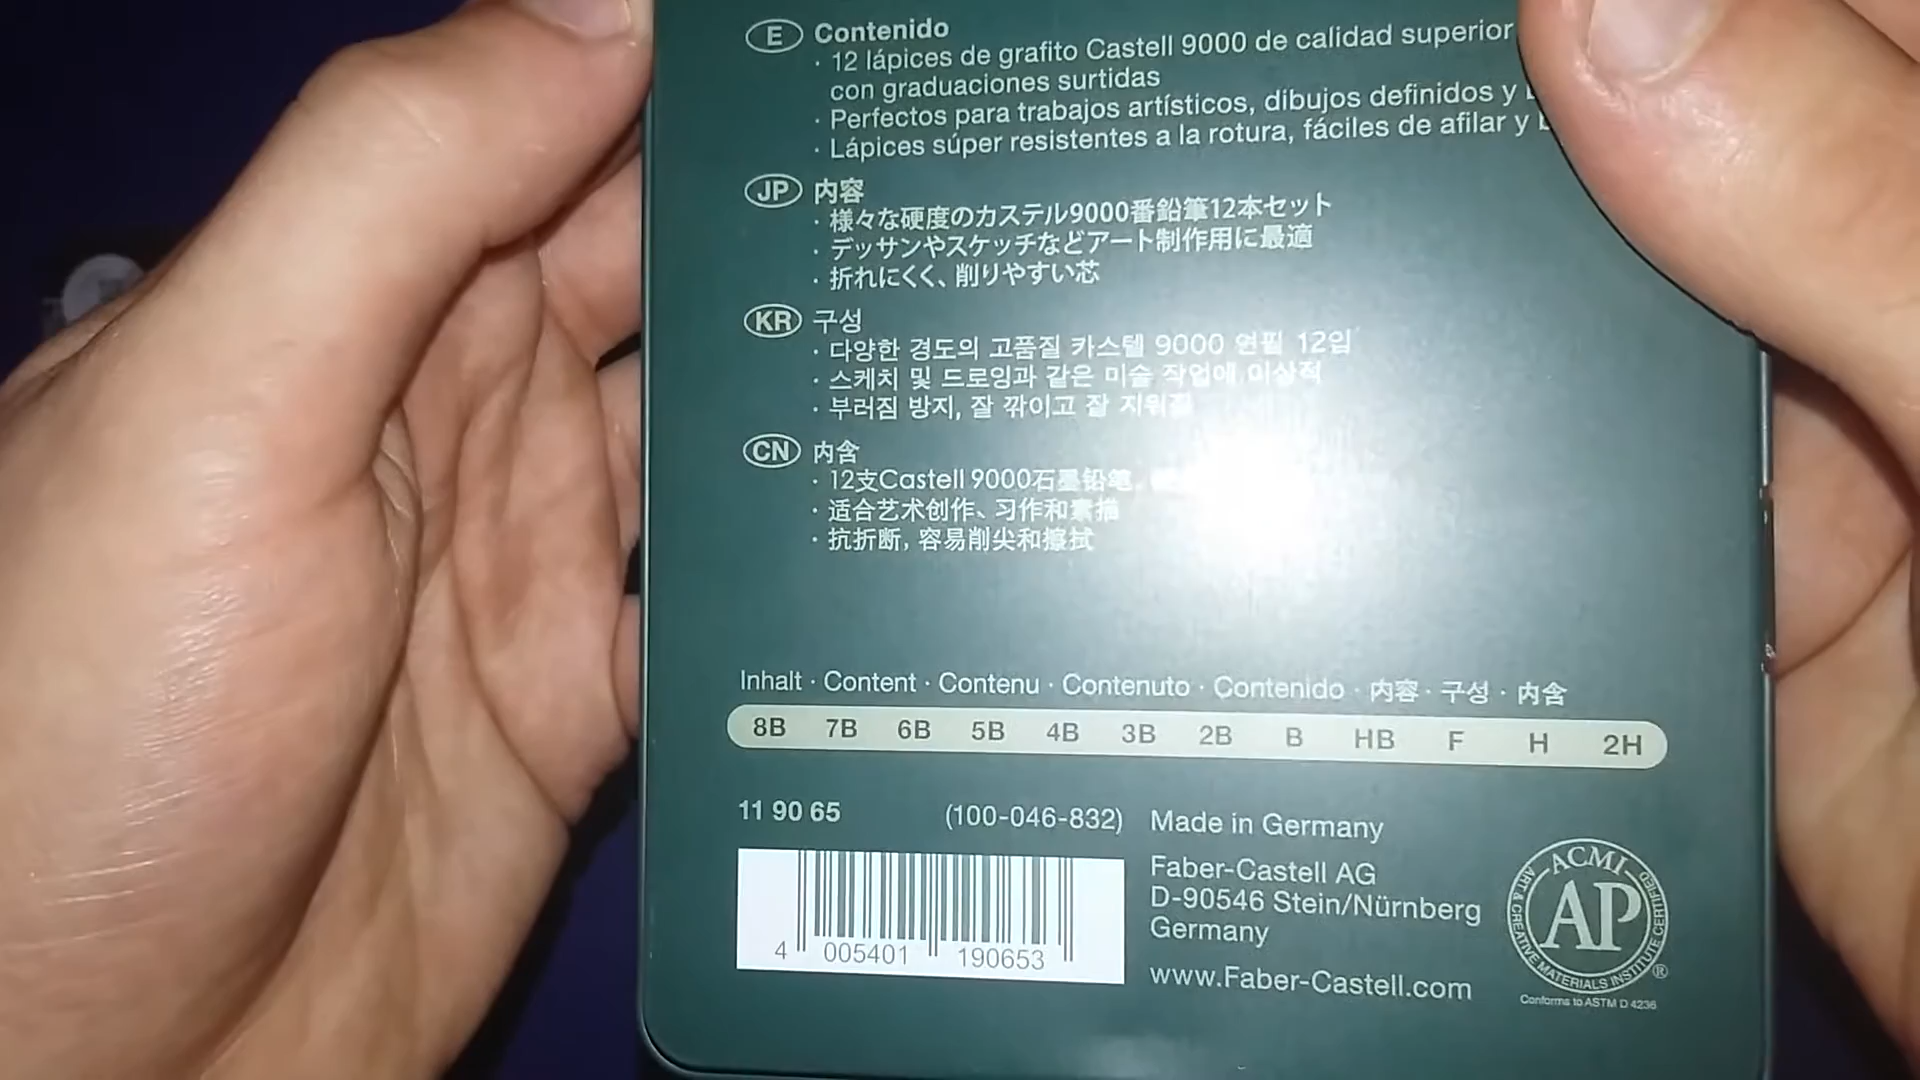 E Contenido
· 12 lápices de grafito Castell 9000 de calidad superior
con graduaciones surtidas
· Perfectos para trabajos artísticos, dibujos definidos y
· Lápices súper resistentes a la rotura, fáciles de afilar y
JP 内容
· 様々な硬度のカステル9000番鉛筆12本セット
· デッサンやスケッチなどアート制作用に最適
· 折れにくく、削りやすい芯
KR 구성
· 다양한 경도의 고품질 카스텔 9000 연필 12입
· 스케치 및 드로잉과 같은 미술 작업에 이상적
· 부러짐 방지, 잘 깎이고 잘 지워짐
CN 内含
· 12支Castell 9000石墨铅笔,
· 适合艺术创作、习作和素描
· 抗折断, 容易削尖和擦拭
Inhalt · Content · Contenu · Contenuto · Contenido · 内容 · 구성 · 内含
8B 7B 6B 5B 4B 3B 2B B HB F H 2H
11 90 65 (100-046-832)
4 005401 190653
Made in Germany
Faber-Castell AG
D-90546 Stein/Nürnberg
Germany
www.Faber-Castell.com
ACMI
AP
ART & CREATIVE MATERIALS INSTITUTE CERTIFIED
®
Conforms to ASTM D 4236